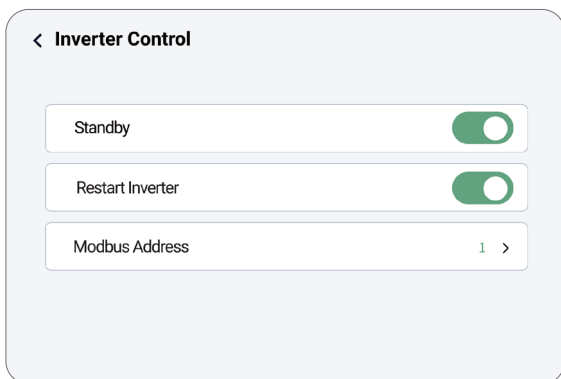 Inverter Control
Standby
Restart Inverter
Modbus Address
1